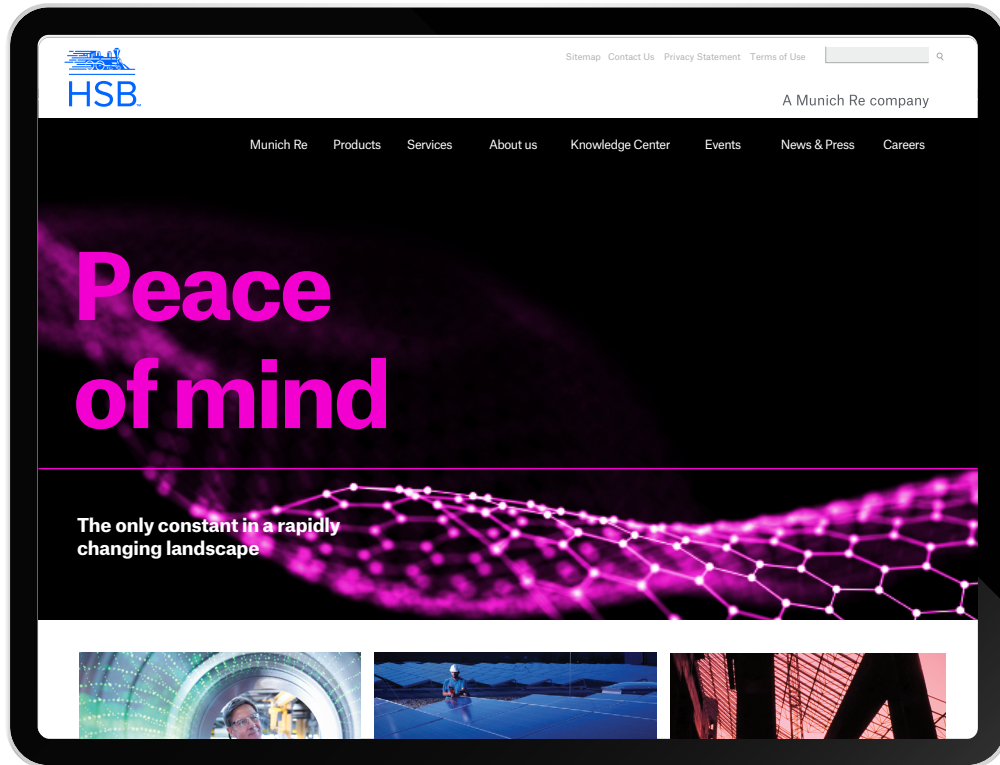 Sitemap Contact Us Privacy Statement Terms of Use
HSB™
A Munich Re company
Munich Re Products Services About us Knowledge Center Events News & Press Careers
Peace
of mind
The only constant in a rapidly
changing landscape